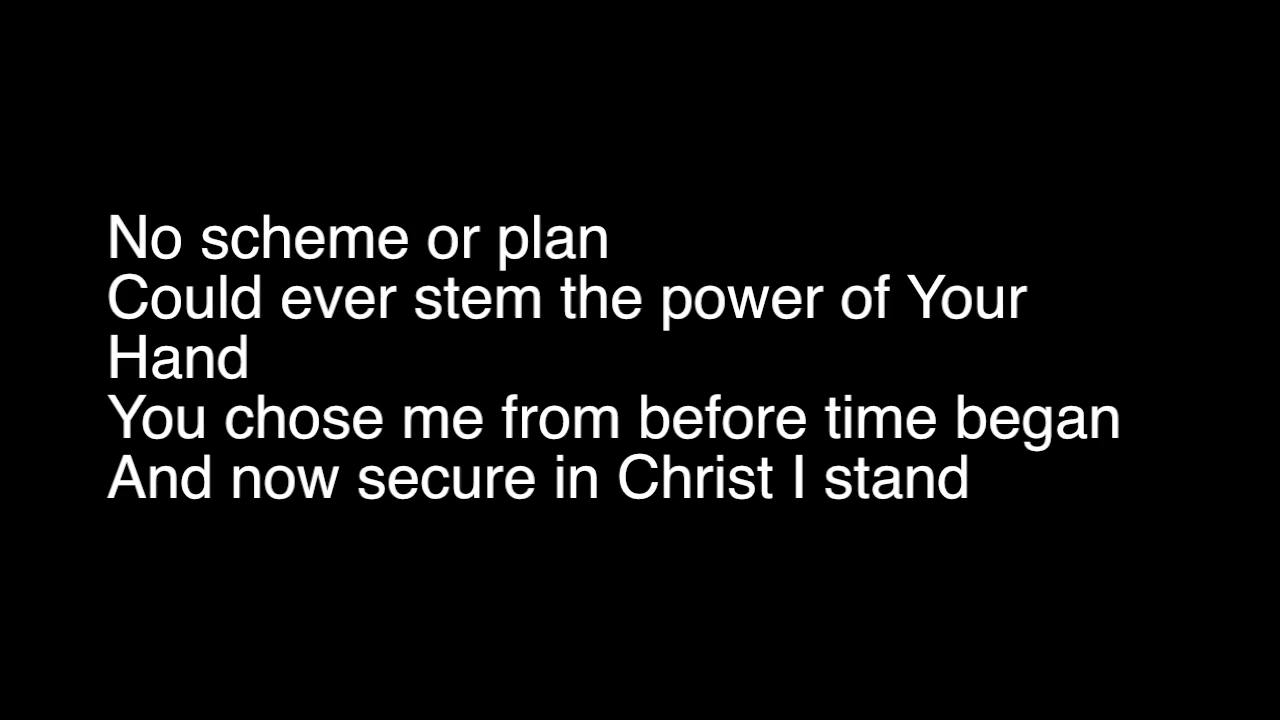 No scheme or plan
Could ever stem the power of Your
Hand
You chose me from before time began
And now secure in Christ I stand